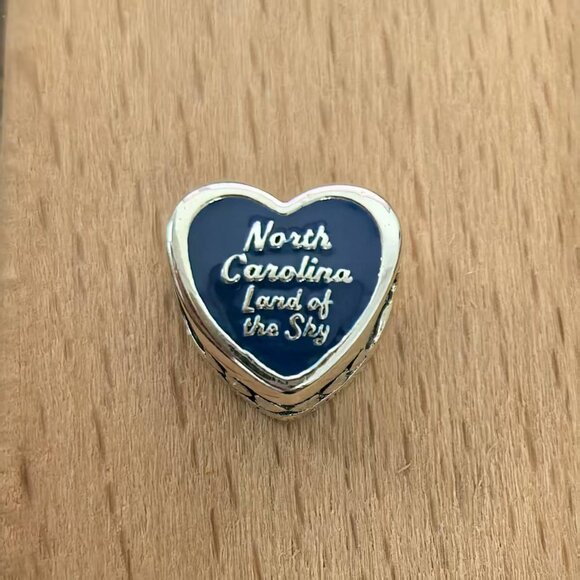 North
Carolina
Land of
the Sky